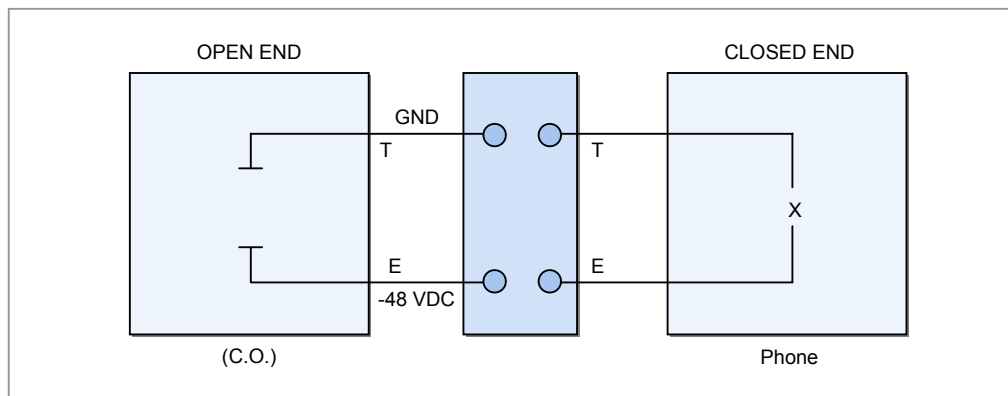 OPEN END
CLOSED END
GND
T
T
X
E
E
-48 VDC
(C.O.)
Phone